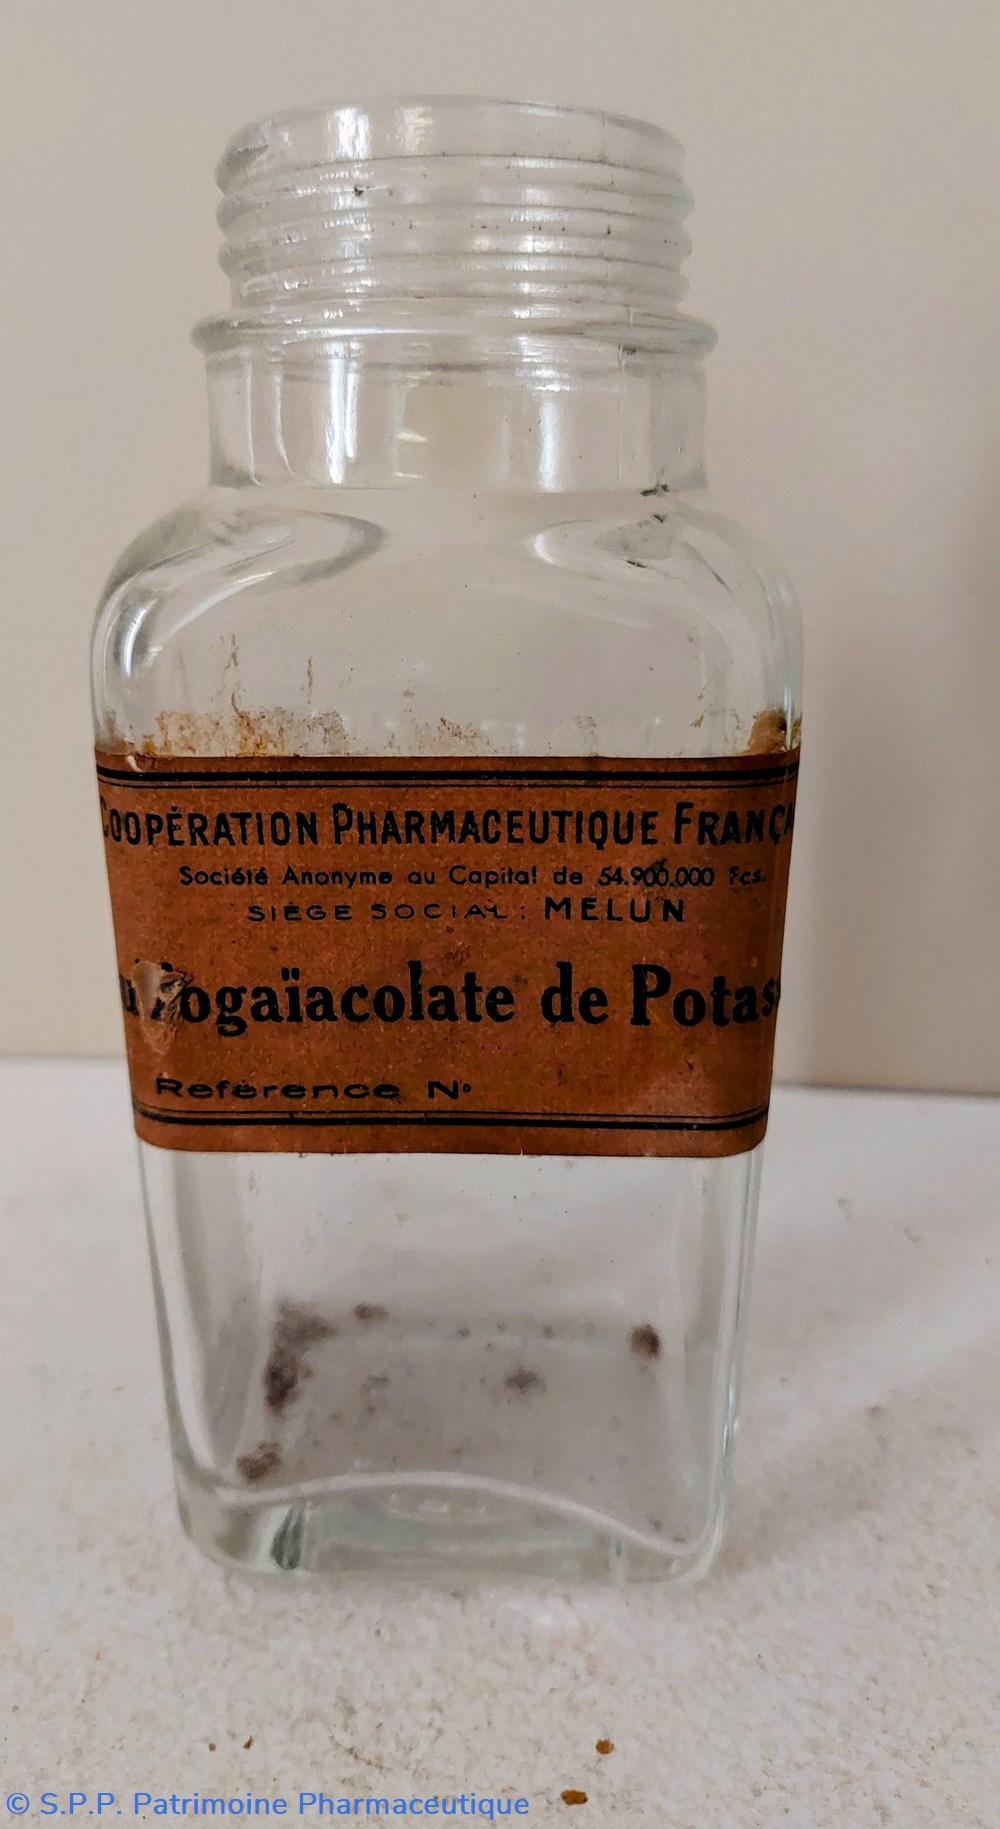 COOPÉRATION PHARMACEUTIQUE FRANÇA
Société Anonyme au Capital de 54.900.000 Fcs.
SIÈGE SOCIAL : MELUN
ogaïacolate de Potas
Référence N°
© S.P.P. Patrimoine Pharmaceutique